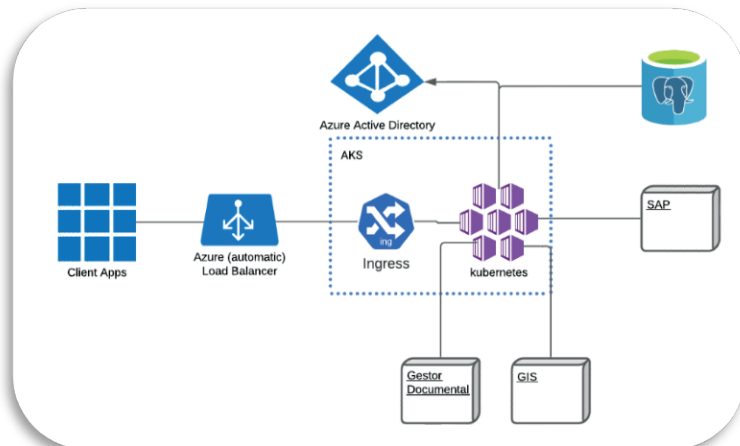 Azure Active Directory
AKS
SAP
ing
Client Apps
Azure (automatic)
Load Balancer
Ingress
kubernetes
Gestor
Documental
GIS